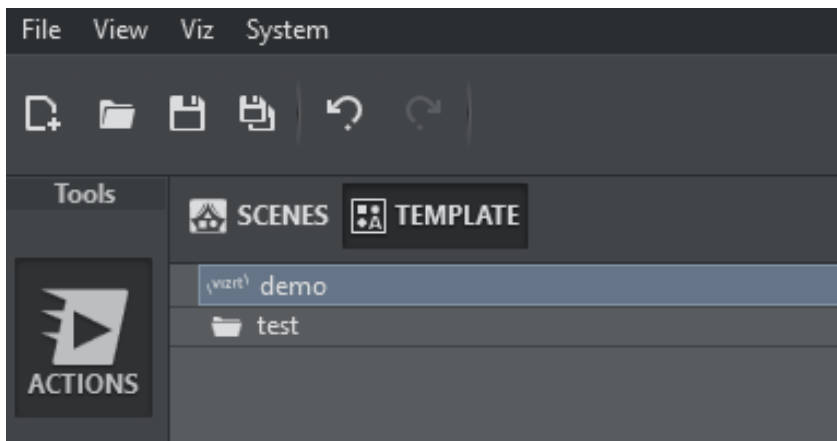 File View Viz System
Tools
SCENES TEMPLATE
(vizrt) demo
test
ACTIONS